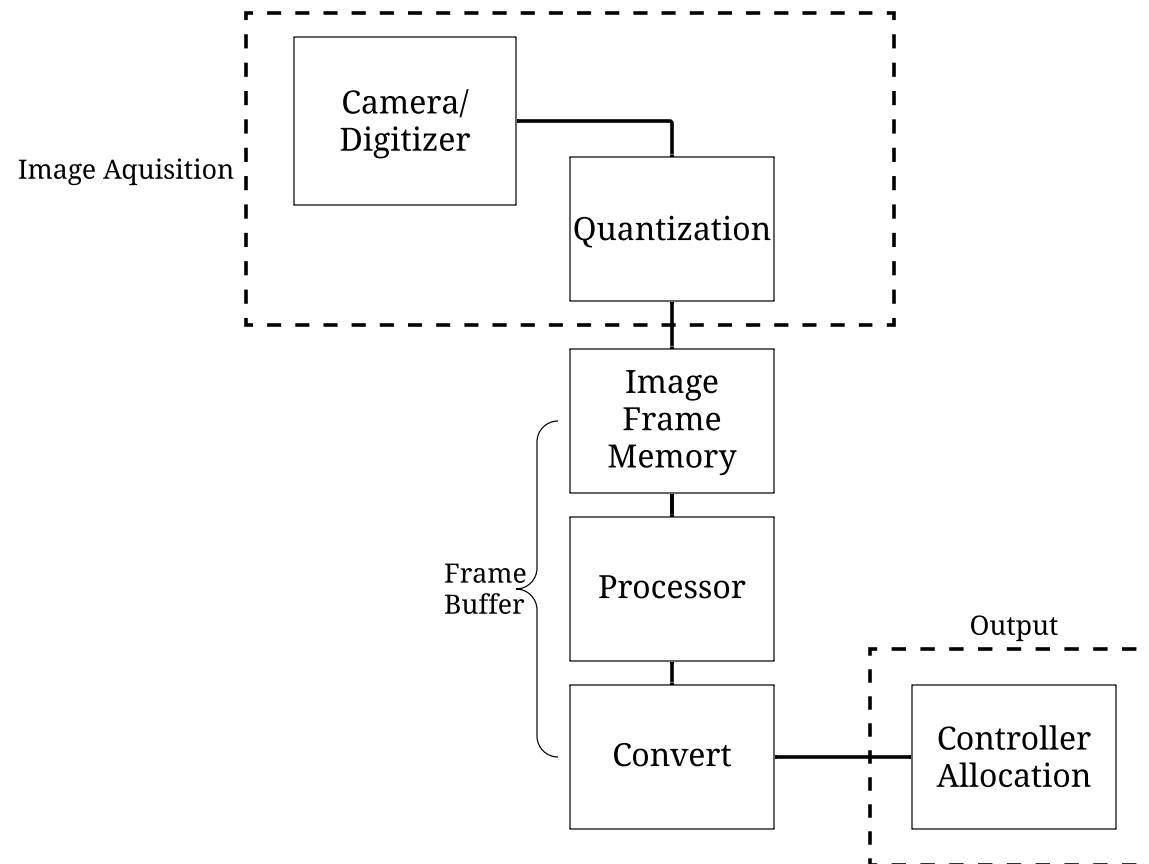 Camera/
Digitizer
Image Aquisition
Quantization
Image
Frame
Memory
Frame
Buffer
Processor
Output
Convert
Controller
Allocation